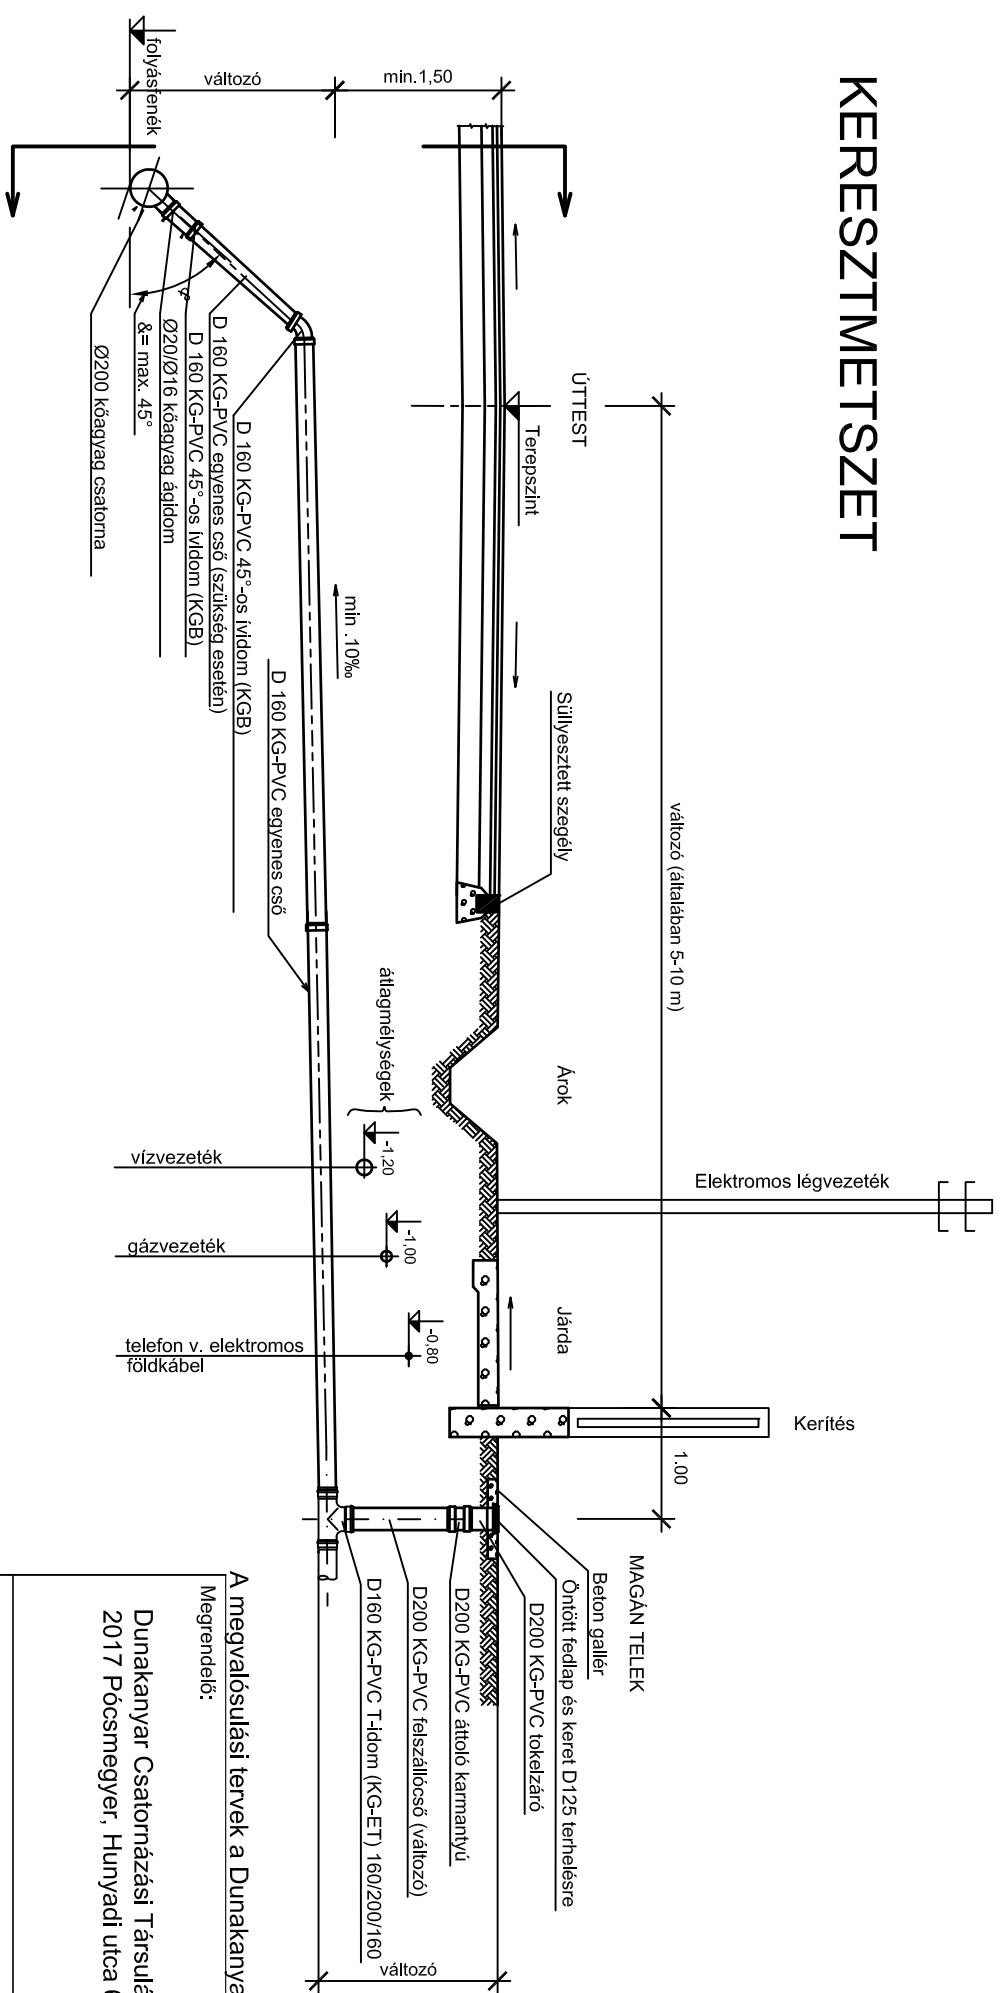 KERESZTMETSZET
változó
min.1,50
folyásfenék
ÚTTEST
Terepszint
változó (általában 5-10 m)
Süllyesztett szegély
Árok
Elektromos légvezeték
Járda
Kerítés
1.00
MAGÁN TELEK
Beton gallér
Öntött fedlap és keret D125 terhelésre
D200 KG-PVC tokelzáró
D200 KG-PVC áttoló karmantyú
D200 KG-PVC felszállócső (változó)
D160 KG-PVC T-idom (KG-ET) 160/200/160
változó
átlagmélységek
-1,20
-1,00
-0,80
vízvezeték
gázvezeték
telefon v. elektromos
földkábel
min .10‰
D 160 KG-PVC egyenes cső
D 160 KG-PVC 45°-os ívidom (KGB)
D 160 KG-PVC egyenes cső (szükség esetén)
D 160 KG-PVC 45°-os ívidom (KGB)
Ø20/Ø16 kőagyag ágidom
&= max. 45°
Ø200 kőagyag csatorna
&
A megvalósulási tervek a Dunakanya
Megrendelő:
Dunakanyar Csatornázási Társulá
2017 Pócsmegyer, Hunyadi utca